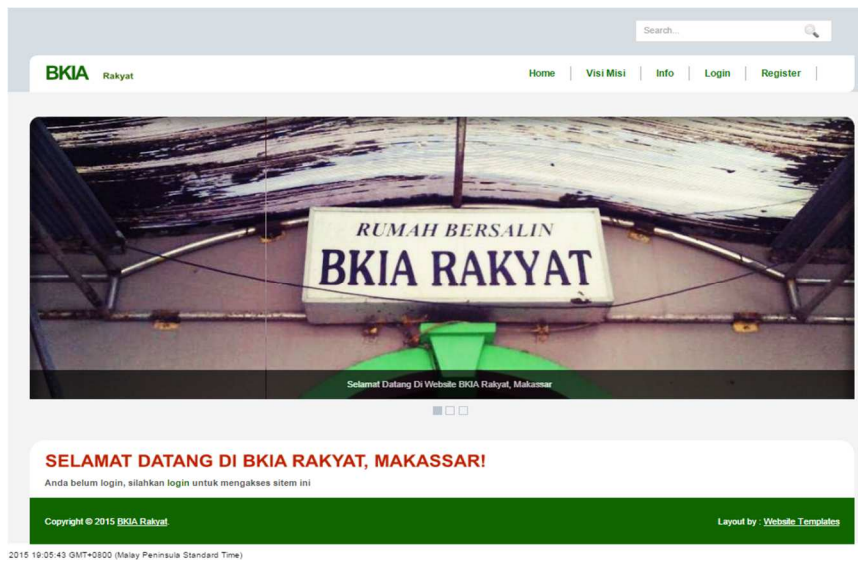 Search...
BKIA Rakyat
Home Visi Misi Info Login Register
RUMAH BERSALIN
BKIA RAKYAT
Selamat Datang Di Website BKIA Rakyat, Makassar
SELAMAT DATANG DI BKIA RAKYAT, MAKASSAR!
Anda belum login, silahkan login untuk mengakses sitem ini
Copyright © 2015 BKIA Rakyat.
Layout by : Website Templates
2015 19:05:43 GMT+0800 (Malay Peninsula Standard Time)